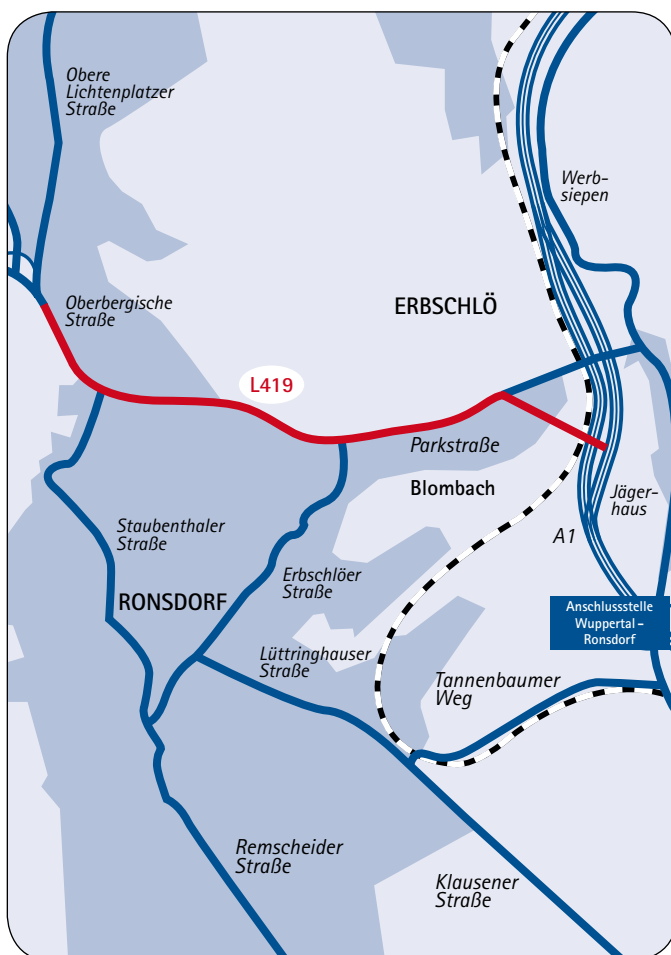 Obere
Lichtenplatzer
Straße
Werb-
siepen
Oberbergische
Straße
ERBSCHLÖ
L419
Parkstraße
Blombach
Jäger-
haus
A1
Staubenthaler
Straße
Erbschlöer
Straße
RONSDORF
Anschlussstelle
Wuppertal –
Ronsdorf
Lüttringhauser
Straße
Tannenbaumer
Weg
Remscheider
Straße
Klausener
Straße